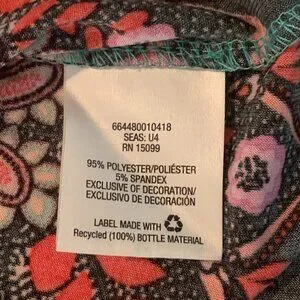 664480010418
SEAS: U4
RN 15099
95% POLYESTER/POLIÉSTER
5% SPANDEX
EXCLUSIVE OF DECORATION/
EXCLUSIVO DE DECORACIÓN
LABEL MADE WITH
Recycled (100%) BOTTLE MATERIAL